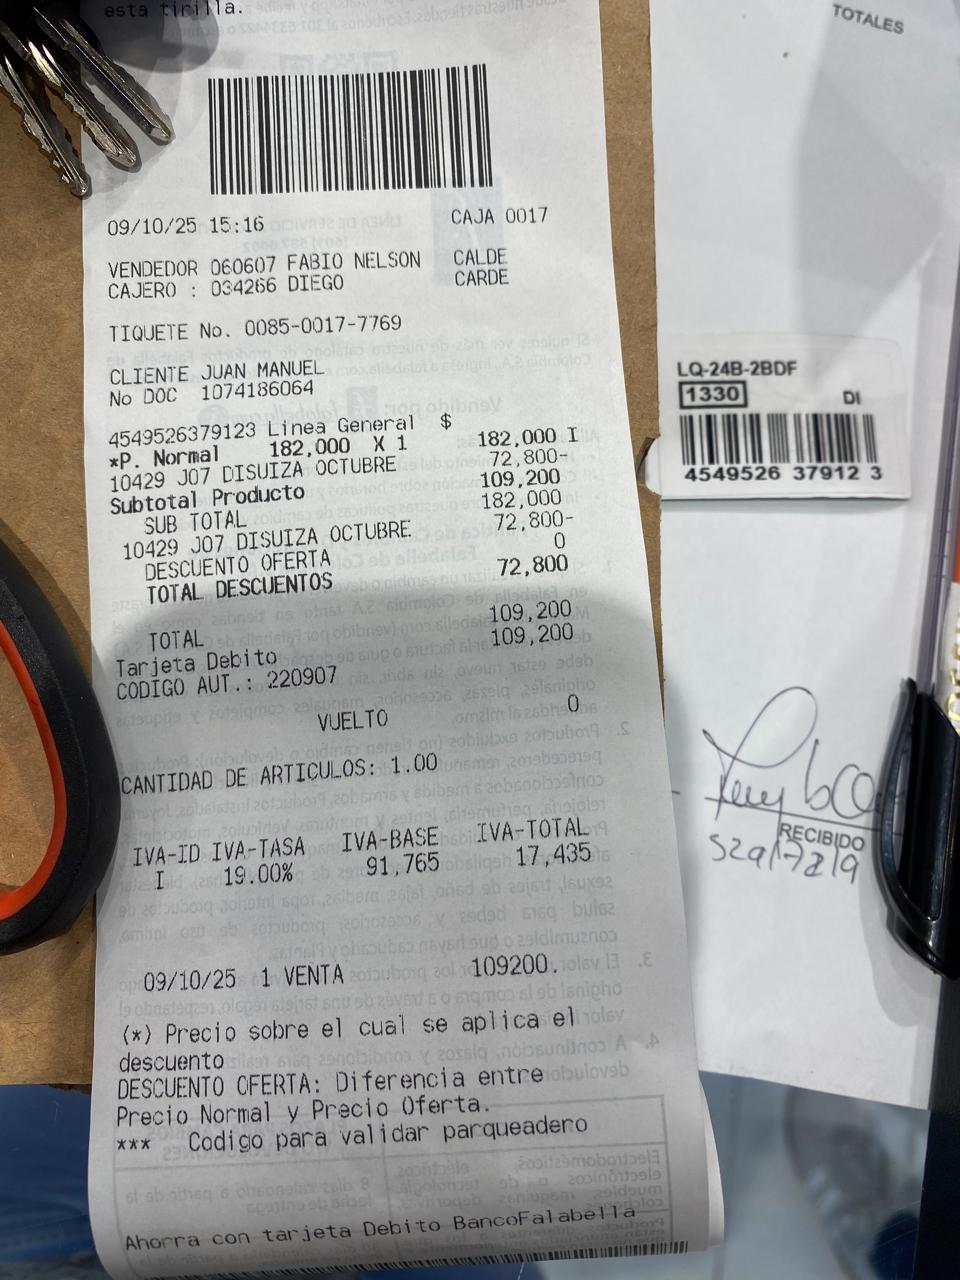 esta tirilla.
09/10/25 15:16 CAJA 0017
VENDEDOR 060607 FABIO NELSON CALDE
CAJERO : 034266 DIEGO CARDE
TIQUETE No. 0085-0017-7769
CLIENTE JUAN MANUEL
No DOC 1074186064
4549526379123 Linea General $
*P. Normal 182,000 X 1 182,000 I
10429 J07 DISUIZA OCTUBRE 72,800-
Subtotal Producto 109,200
SUB TOTAL 182,000
10429 J07 DISUIZA OCTUBRE 72,800-
DESCUENTO OFERTA 0
TOTAL DESCUENTOS 72,800
TOTAL 109,200
Tarjeta Debito 109,200
CODIGO AUT.: 220907
VUELTO 0
CANTIDAD DE ARTICULOS: 1.00
IVA-ID IVA-TASA IVA-BASE IVA-TOTAL
I 19.00% 91,765 17,435
09/10/25 1 VENTA 109200.
(*) Precio sobre el cual se aplica el
descuento
DESCUENTO OFERTA: Diferencia entre
Precio Normal y Precio Oferta.
*** Codigo para validar parqueadero
Ahorra con tarjeta Debito BancoFalabella
TOTALES
LQ-24B-2BDF
1330 DI
4549526 37912 3
RECIBIDO